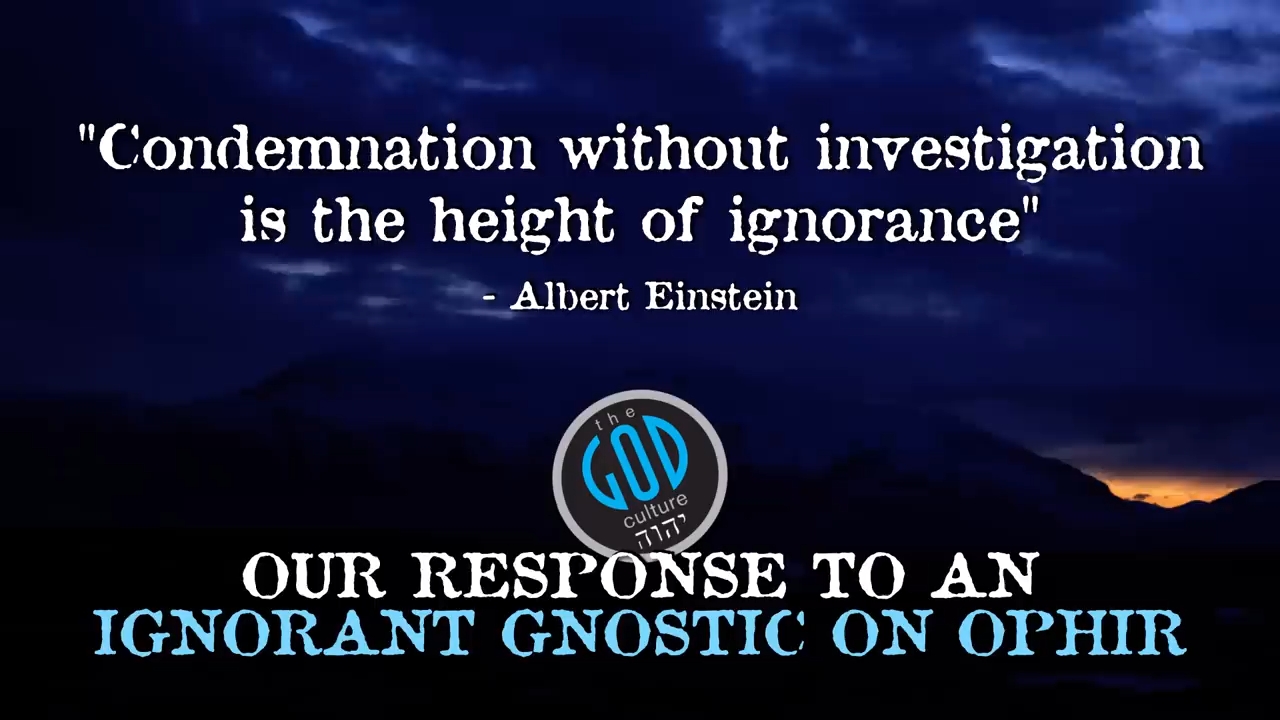 "Condemnation without investigation
is the height of ignorance"
- Albert Einstein
the
GOD
culture
יהוה
OUR RESPONSE TO AN
IGNORANT GNOSTIC ON OPHIR